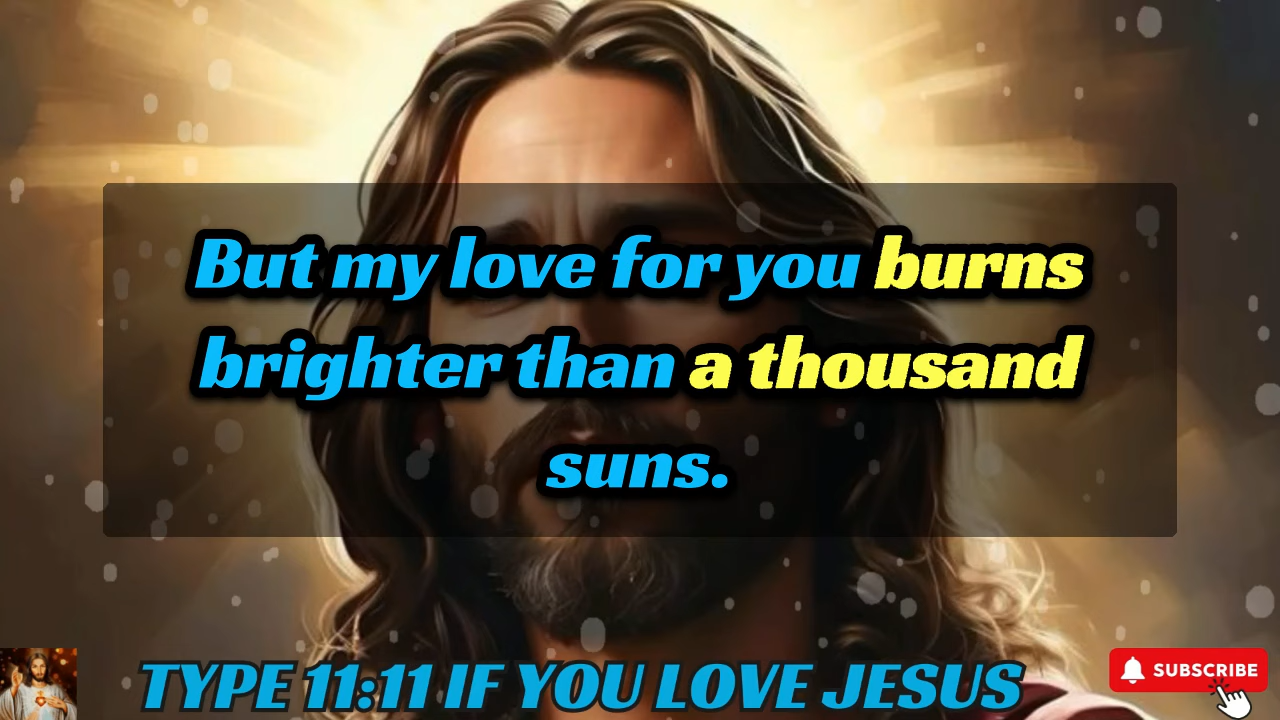 But my love for you burns
brighter than a thousand
suns.
TYPE 11:11 IF YOU LOVE JESUS
SUBSCRIBE